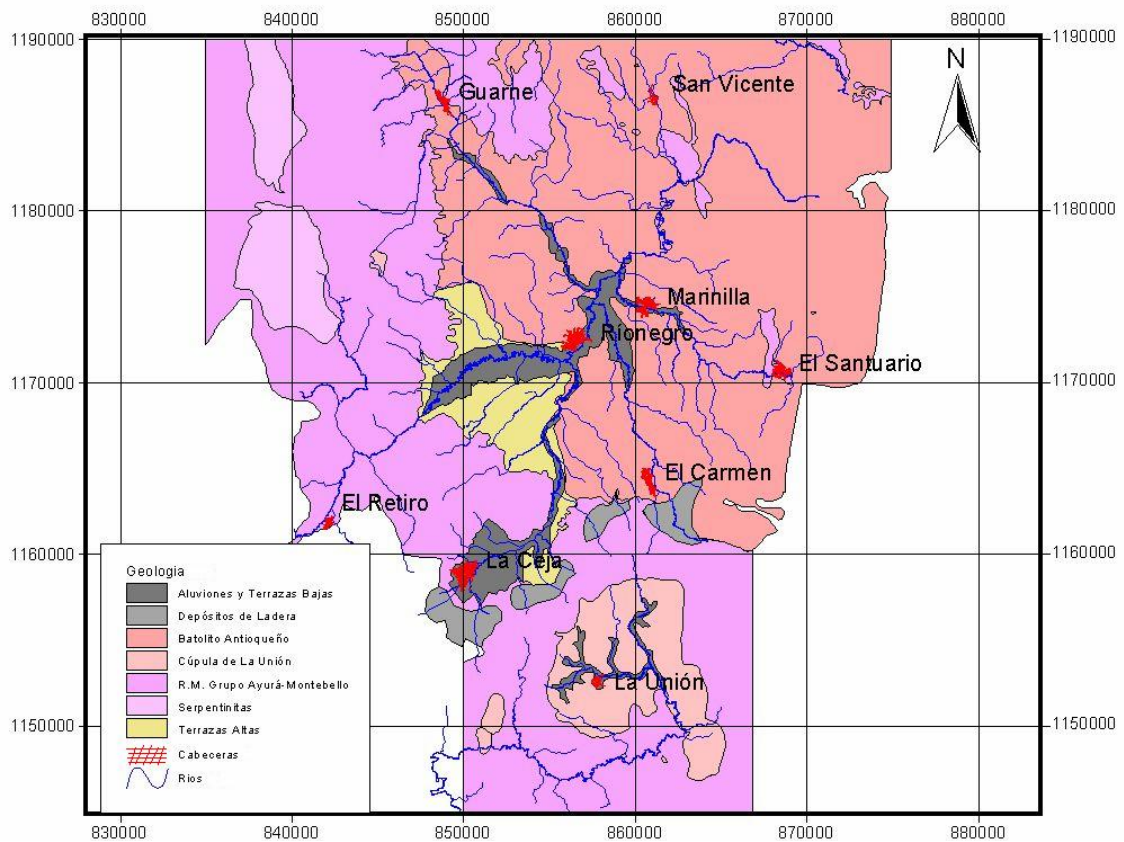 830000 840000 850000 860000 870000 880000
1190000 1190000
N
Guarne San Vicente
1180000 1180000
Marinilla
Ríonegro
El Santuario
1170000 1170000
El Carmen
El Retiro
1160000 1160000
La Ceja
La Unión
1150000 1150000
Geologia
Aluviones y Terrazas Bajas
Depósitos de Ladera
Batolito Antioqueño
Cúpula de La Unión
R.M. Grupo Ayurá-Montebello
Serpentinitas
Terrazas Altas
Cabeceras
Rios
830000 840000 850000 860000 870000 880000